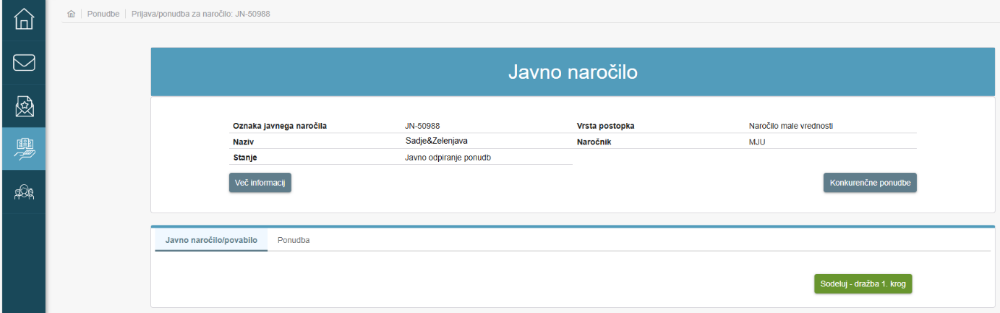 Ponudbe Prijava/ponudba za naročilo: JN-50988
Javno naročilo
Oznaka javnega naročila JN-50988 Vrsta postopka Naročilo male vrednosti
Naziv Sadje&Zelenjava Naročnik MJU
Stanje Javno odpiranje ponudb
Več informacij Konkurenčne ponudbe
Javno naročilo/povabilo Ponudba
Sodeluj - dražba 1. krog